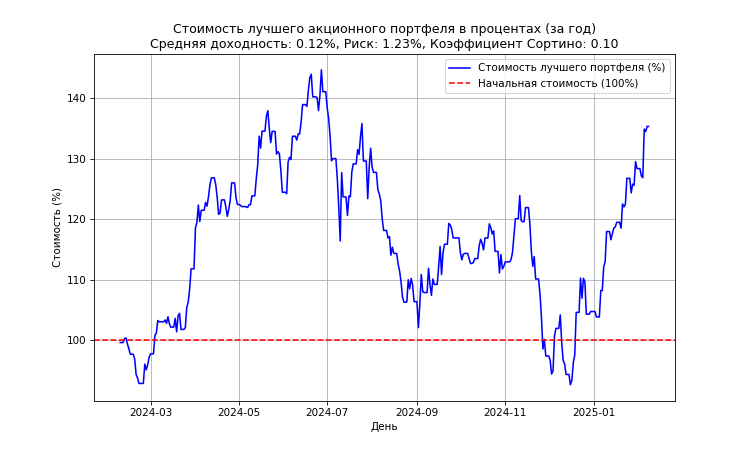 Стоимость лучшего акционного портфеля в процентах (за год)
Средняя доходность: 0.12%, Риск: 1.23%, Коэффициент Сортино: 0.10
Стоимость лучшего портфеля (%)
Начальная стоимость (100%)
Стоимость (%)
140
130
120
110
100
2024-03
2024-05
2024-07
2024-09
2024-11
2025-01
День